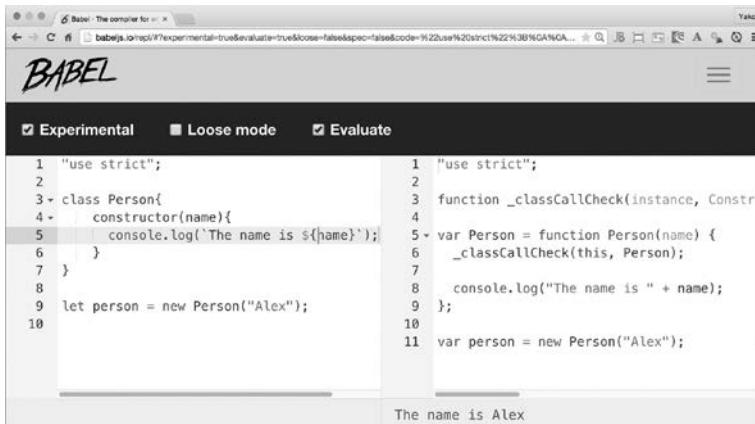 Babel · The compiler for
Yako
babeljs.io/repl/#?experimental=true&evaluate=true&loose=false&spec=false&code=%22use%20strict%22%3B%0A%0A...
BABEL
Experimental Loose mode Evaluate
1 "use strict";
2
3 class Person{
4 constructor(name){
5 console.log(`The name is ${name}`);
6 }
7 }
8
9 let person = new Person("Alex");
10
1 "use strict";
2
3 function _classCallCheck(instance, Constr
4
5 var Person = function Person(name) {
6 _classCallCheck(this, Person);
7
8 console.log("The name is " + name);
9 };
10
11 var person = new Person("Alex");
The name is Alex